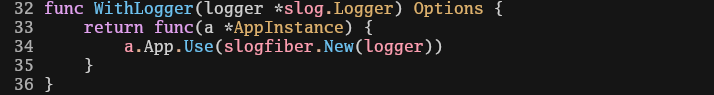 32 func WithLogger(logger *slog.Logger) Options {
33     return func(a *AppInstance) {
34         a.App.Use(slogfiber.New(logger))
35     }
36 }